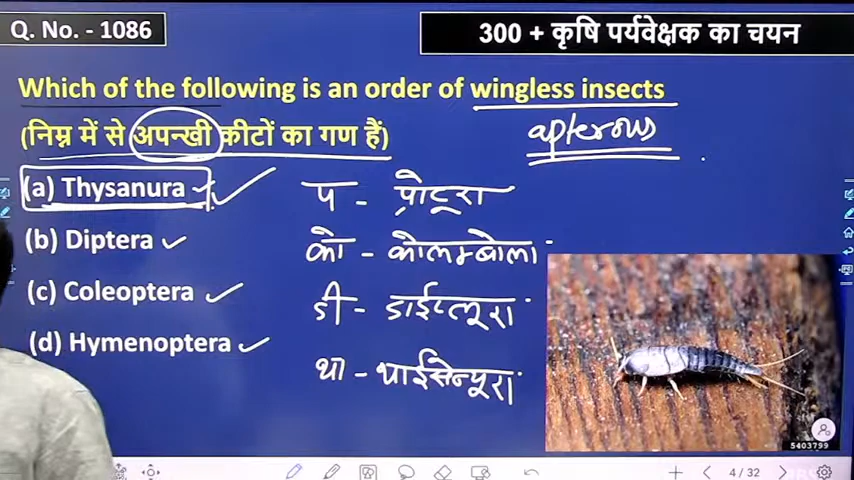 Q. No. - 1086
300 + कृषि पर्यवेक्षक का चयन
Which of the following is an order of wingless insects
(निम्न में से अपन्खी कीटों का गण हैं)
apterous
(a) Thysanura
(b) Diptera
(c) Coleoptera
(d) Hymenoptera
प - प्रोटूरा
को - कोलम्बोला
डी - डाईप्लूरा
था - थाईसेन्यूरा
5403799
4 / 32